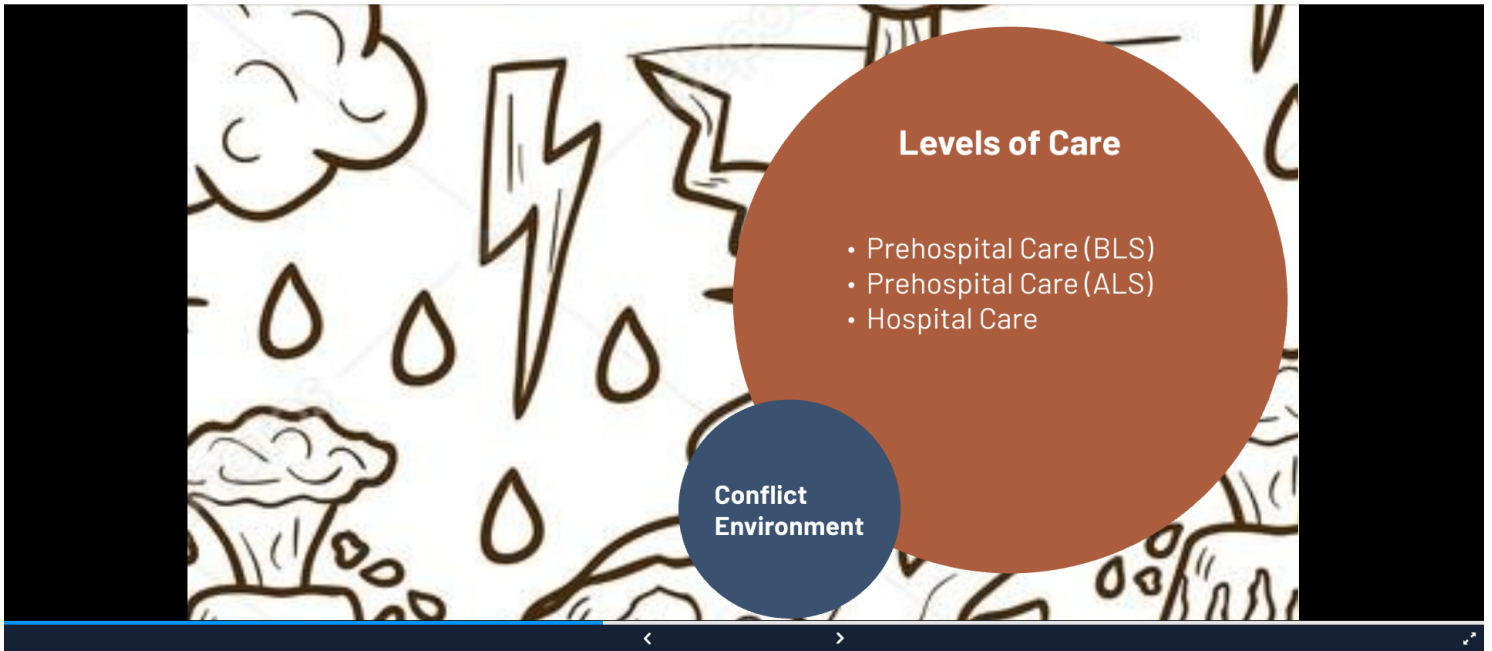 Levels of Care
• Prehospital Care (BLS)
• Prehospital Care (ALS)
• Hospital Care
Conflict
Environment